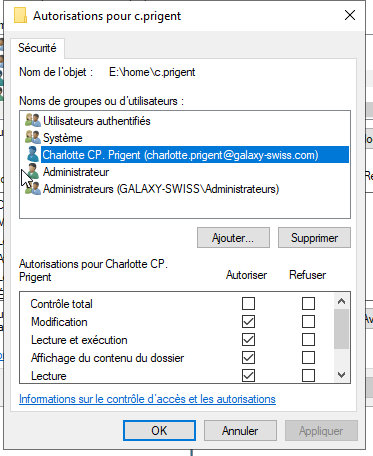 Autorisations pour c.prigent
Sécurité
Nom de l'objet : E:\home\c.prigent
Noms de groupes ou d'utilisateurs :
Utilisateurs authentifiés
Système
Charlotte CP. Prigent (charlotte.prigent@galaxy-swiss.com)
Administrateur
Administrateurs (GALAXY-SWISS\Administrateurs)
Ajouter... Supprimer
Autorisations pour Charlotte CP. Prigent Autoriser Refuser
Contrôle total
Modification
Lecture et exécution
Affichage du contenu du dossier
Lecture
Informations sur le contrôle d'accès et les autorisations
OK Annuler Appliquer